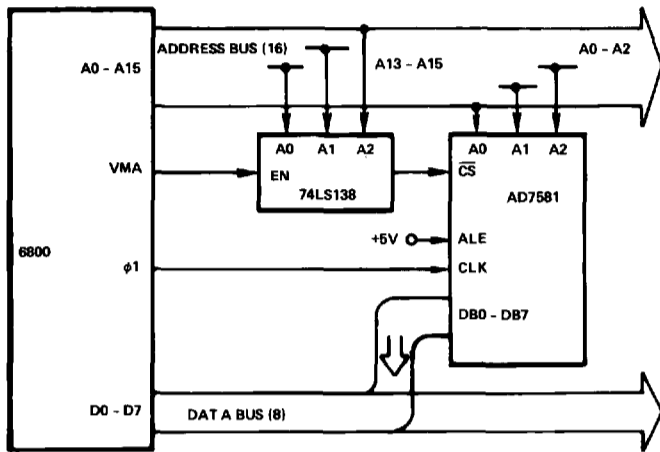 ADDRESS BUS (16)
A0 – A15
A13 – A15
A0 – A2
A0 A1 A2
EN
74LS138
A0 A1 A2
C̅S̅
AD7581
VMA
+5V
ALE
6800
ϕ1
CLK
DB0 – DB7
D0 – D7
DAT A BUS (8)